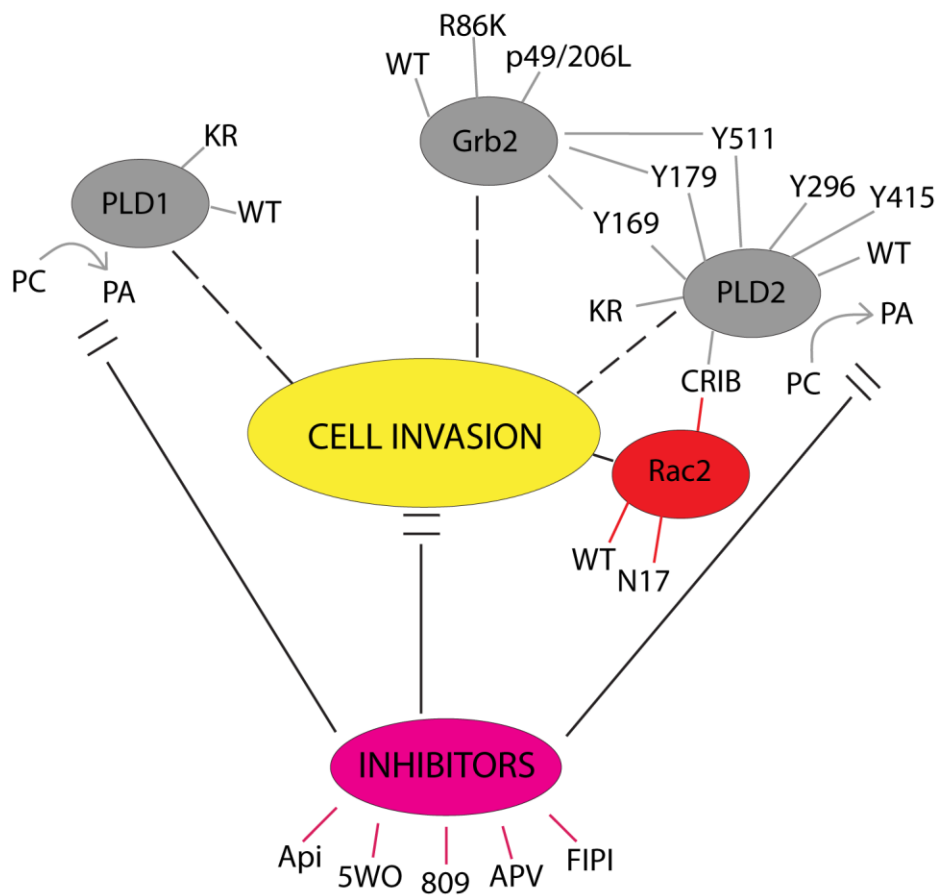 R86K
WT
p49/206L
Grb2
KR
Y511
PLD1
WT
Y179
Y296
Y415
Y169
WT
PC
PA
KR
PLD2
PA
CRIB
PC
CELL INVASION
Rac2
WT
N17
INHIBITORS
Api
5WO
809
APV
FIPI